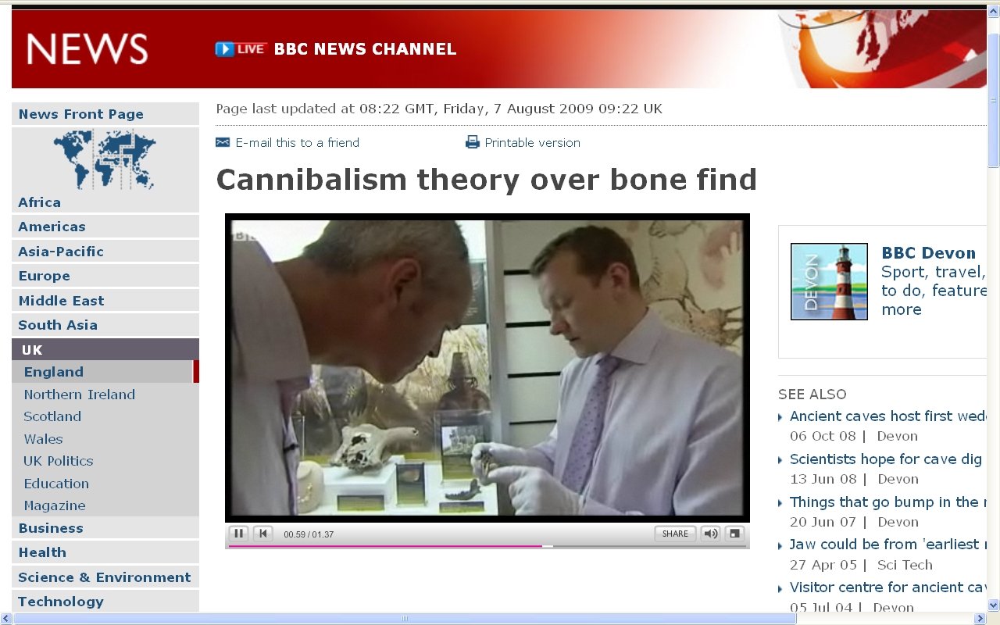 NEWS
LIVE BBC NEWS CHANNEL
Page last updated at 08:22 GMT, Friday, 7 August 2009 09:22 UK
E-mail this to a friend
Printable version
Cannibalism theory over bone find
News Front Page
Africa
Americas
Asia-Pacific
Europe
Middle East
South Asia
UK
England
Northern Ireland
Scotland
Wales
UK Politics
Education
Magazine
Business
Health
Science & Environment
Technology
00.59 / 01.37
SHARE
DEVON
BBC Devon
Sport, travel,
to do, feature
more
SEE ALSO
Ancient caves host first wed
06 Oct 08 | Devon
Scientists hope for cave dig
13 Jun 08 | Devon
Things that go bump in the
20 Jun 07 | Devon
Jaw could be from 'earliest
27 Apr 05 | Sci Tech
Visitor centre for ancient cav
05 Jul 04 | Devon